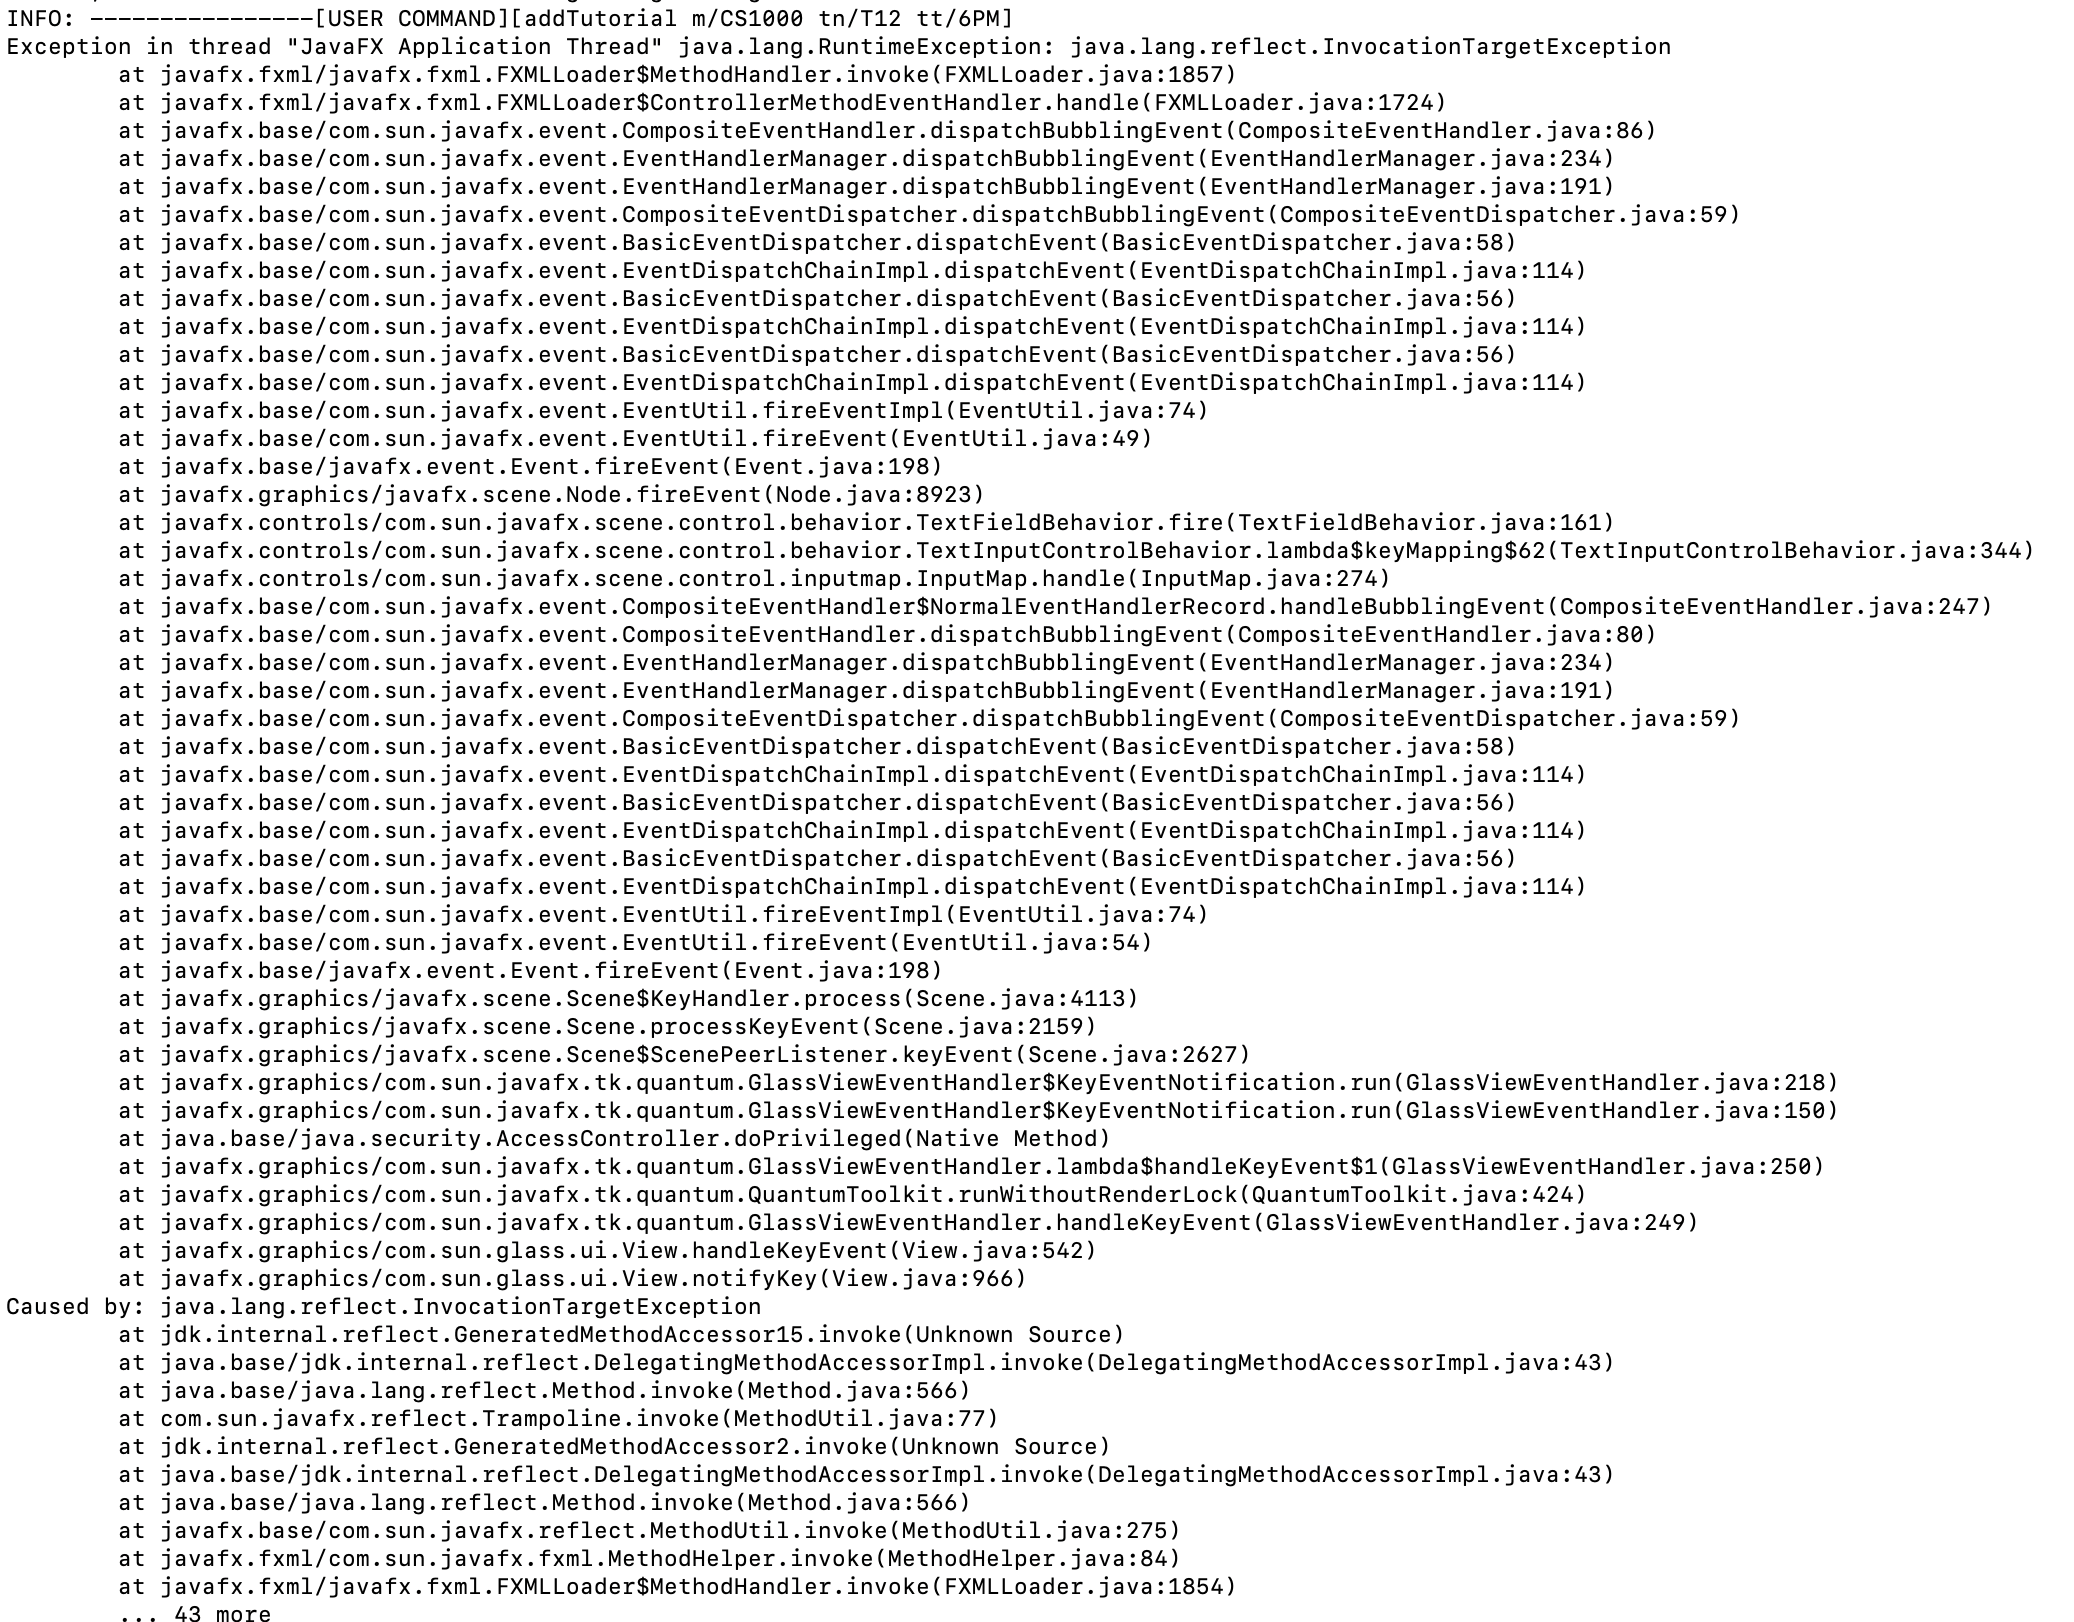 INFO: ----------------[USER COMMAND][addTutorial m/CS1000 tn/T12 tt/6PM]
Exception in thread "JavaFX Application Thread" java.lang.RuntimeException: java.lang.reflect.InvocationTargetException
at javafx.fxml/javafx.fxml.FXMLLoader$MethodHandler.invoke(FXMLLoader.java:1857)
at javafx.fxml/javafx.fxml.FXMLLoader$ControllerMethodEventHandler.handle(FXMLLoader.java:1724)
at javafx.base/com.sun.javafx.event.CompositeEventHandler.dispatchBubblingEvent(CompositeEventHandler.java:86)
at javafx.base/com.sun.javafx.event.EventHandlerManager.dispatchBubblingEvent(EventHandlerManager.java:234)
at javafx.base/com.sun.javafx.event.EventHandlerManager.dispatchBubblingEvent(EventHandlerManager.java:191)
at javafx.base/com.sun.javafx.event.CompositeEventDispatcher.dispatchBubblingEvent(CompositeEventDispatcher.java:59)
at javafx.base/com.sun.javafx.event.BasicEventDispatcher.dispatchEvent(BasicEventDispatcher.java:58)
at javafx.base/com.sun.javafx.event.EventDispatchChainImpl.dispatchEvent(EventDispatchChainImpl.java:114)
at javafx.base/com.sun.javafx.event.BasicEventDispatcher.dispatchEvent(BasicEventDispatcher.java:56)
at javafx.base/com.sun.javafx.event.EventDispatchChainImpl.dispatchEvent(EventDispatchChainImpl.java:114)
at javafx.base/com.sun.javafx.event.BasicEventDispatcher.dispatchEvent(BasicEventDispatcher.java:56)
at javafx.base/com.sun.javafx.event.EventDispatchChainImpl.dispatchEvent(EventDispatchChainImpl.java:114)
at javafx.base/com.sun.javafx.event.EventUtil.fireEventImpl(EventUtil.java:74)
at javafx.base/com.sun.javafx.event.EventUtil.fireEvent(EventUtil.java:49)
at javafx.base/javafx.event.Event.fireEvent(Event.java:198)
at javafx.graphics/javafx.scene.Node.fireEvent(Node.java:8923)
at javafx.controls/com.sun.javafx.scene.control.behavior.TextFieldBehavior.fire(TextFieldBehavior.java:161)
at javafx.controls/com.sun.javafx.scene.control.behavior.TextInputControlBehavior.lambda$keyMapping$62(TextInputControlBehavior.java:344)
at javafx.controls/com.sun.javafx.scene.control.inputmap.InputMap.handle(InputMap.java:274)
at javafx.base/com.sun.javafx.event.CompositeEventHandler$NormalEventHandlerRecord.handleBubblingEvent(CompositeEventHandler.java:247)
at javafx.base/com.sun.javafx.event.CompositeEventHandler.dispatchBubblingEvent(CompositeEventHandler.java:80)
at javafx.base/com.sun.javafx.event.EventHandlerManager.dispatchBubblingEvent(EventHandlerManager.java:234)
at javafx.base/com.sun.javafx.event.EventHandlerManager.dispatchBubblingEvent(EventHandlerManager.java:191)
at javafx.base/com.sun.javafx.event.CompositeEventDispatcher.dispatchBubblingEvent(CompositeEventDispatcher.java:59)
at javafx.base/com.sun.javafx.event.BasicEventDispatcher.dispatchEvent(BasicEventDispatcher.java:58)
at javafx.base/com.sun.javafx.event.EventDispatchChainImpl.dispatchEvent(EventDispatchChainImpl.java:114)
at javafx.base/com.sun.javafx.event.BasicEventDispatcher.dispatchEvent(BasicEventDispatcher.java:56)
at javafx.base/com.sun.javafx.event.EventDispatchChainImpl.dispatchEvent(EventDispatchChainImpl.java:114)
at javafx.base/com.sun.javafx.event.BasicEventDispatcher.dispatchEvent(BasicEventDispatcher.java:56)
at javafx.base/com.sun.javafx.event.EventDispatchChainImpl.dispatchEvent(EventDispatchChainImpl.java:114)
at javafx.base/com.sun.javafx.event.EventUtil.fireEventImpl(EventUtil.java:74)
at javafx.base/com.sun.javafx.event.EventUtil.fireEvent(EventUtil.java:54)
at javafx.base/javafx.event.Event.fireEvent(Event.java:198)
at javafx.graphics/javafx.scene.Scene$KeyHandler.process(Scene.java:4113)
at javafx.graphics/javafx.scene.Scene.processKeyEvent(Scene.java:2159)
at javafx.graphics/javafx.scene.Scene$ScenePeerListener.keyEvent(Scene.java:2627)
at javafx.graphics/com.sun.javafx.tk.quantum.GlassViewEventHandler$KeyEventNotification.run(GlassViewEventHandler.java:218)
at javafx.graphics/com.sun.javafx.tk.quantum.GlassViewEventHandler$KeyEventNotification.run(GlassViewEventHandler.java:150)
at java.base/java.security.AccessController.doPrivileged(Native Method)
at javafx.graphics/com.sun.javafx.tk.quantum.GlassViewEventHandler.lambda$handleKeyEvent$1(GlassViewEventHandler.java:250)
at javafx.graphics/com.sun.javafx.tk.quantum.QuantumToolkit.runWithoutRenderLock(QuantumToolkit.java:424)
at javafx.graphics/com.sun.javafx.tk.quantum.GlassViewEventHandler.handleKeyEvent(GlassViewEventHandler.java:249)
at javafx.graphics/com.sun.glass.ui.View.handleKeyEvent(View.java:542)
at javafx.graphics/com.sun.glass.ui.View.notifyKey(View.java:966)
Caused by: java.lang.reflect.InvocationTargetException
at jdk.internal.reflect.GeneratedMethodAccessor15.invoke(Unknown Source)
at java.base/jdk.internal.reflect.DelegatingMethodAccessorImpl.invoke(DelegatingMethodAccessorImpl.java:43)
at java.base/java.lang.reflect.Method.invoke(Method.java:566)
at com.sun.javafx.reflect.Trampoline.invoke(MethodUtil.java:77)
at jdk.internal.reflect.GeneratedMethodAccessor2.invoke(Unknown Source)
at java.base/jdk.internal.reflect.DelegatingMethodAccessorImpl.invoke(DelegatingMethodAccessorImpl.java:43)
at java.base/java.lang.reflect.Method.invoke(Method.java:566)
at javafx.base/com.sun.javafx.reflect.MethodUtil.invoke(MethodUtil.java:275)
at javafx.fxml/com.sun.javafx.fxml.MethodHelper.invoke(MethodHelper.java:84)
at javafx.fxml/javafx.fxml.FXMLLoader$MethodHandler.invoke(FXMLLoader.java:1854)
... 43 more